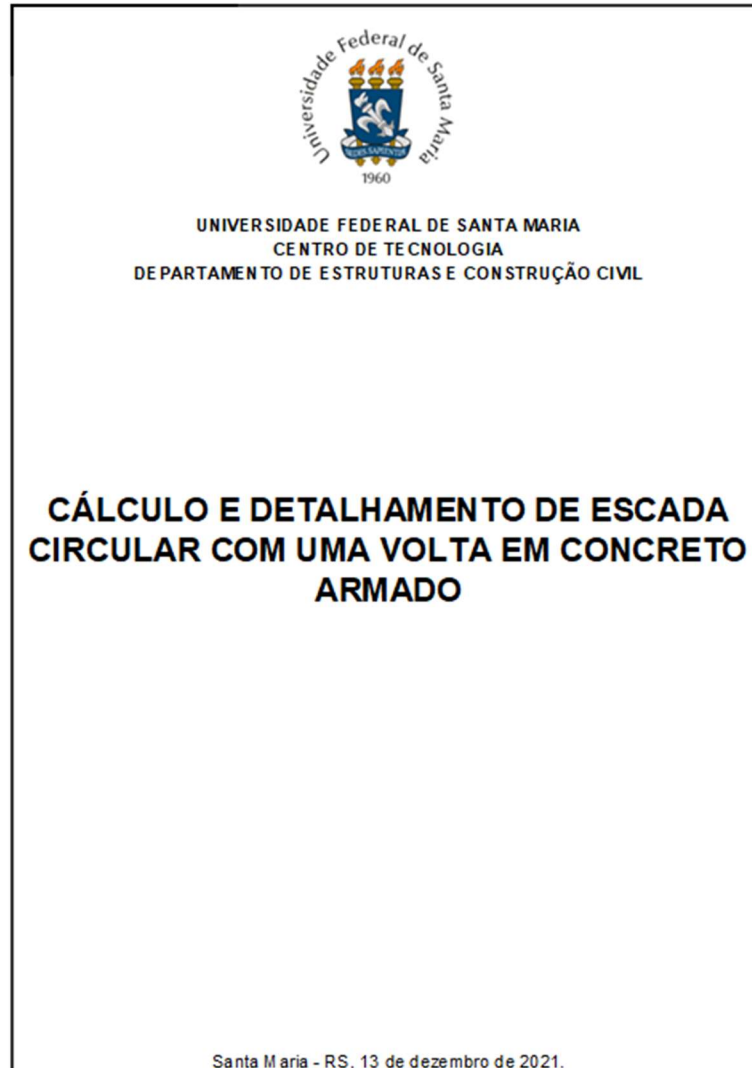 Universidade Federal de Santa Maria
SEDES SAPIENTIAE
1960
UNIVERSIDADE FEDERAL DE SANTA MARIA
CENTRO DE TECNOLOGIA
DEPARTAMENTO DE ESTRUTURAS E CONSTRUÇÃO CIVIL
CÁLCULO E DETALHAMENTO DE ESCADA
CIRCULAR COM UMA VOLTA EM CONCRETO
ARMADO
Santa Maria - RS, 13 de dezembro de 2021.